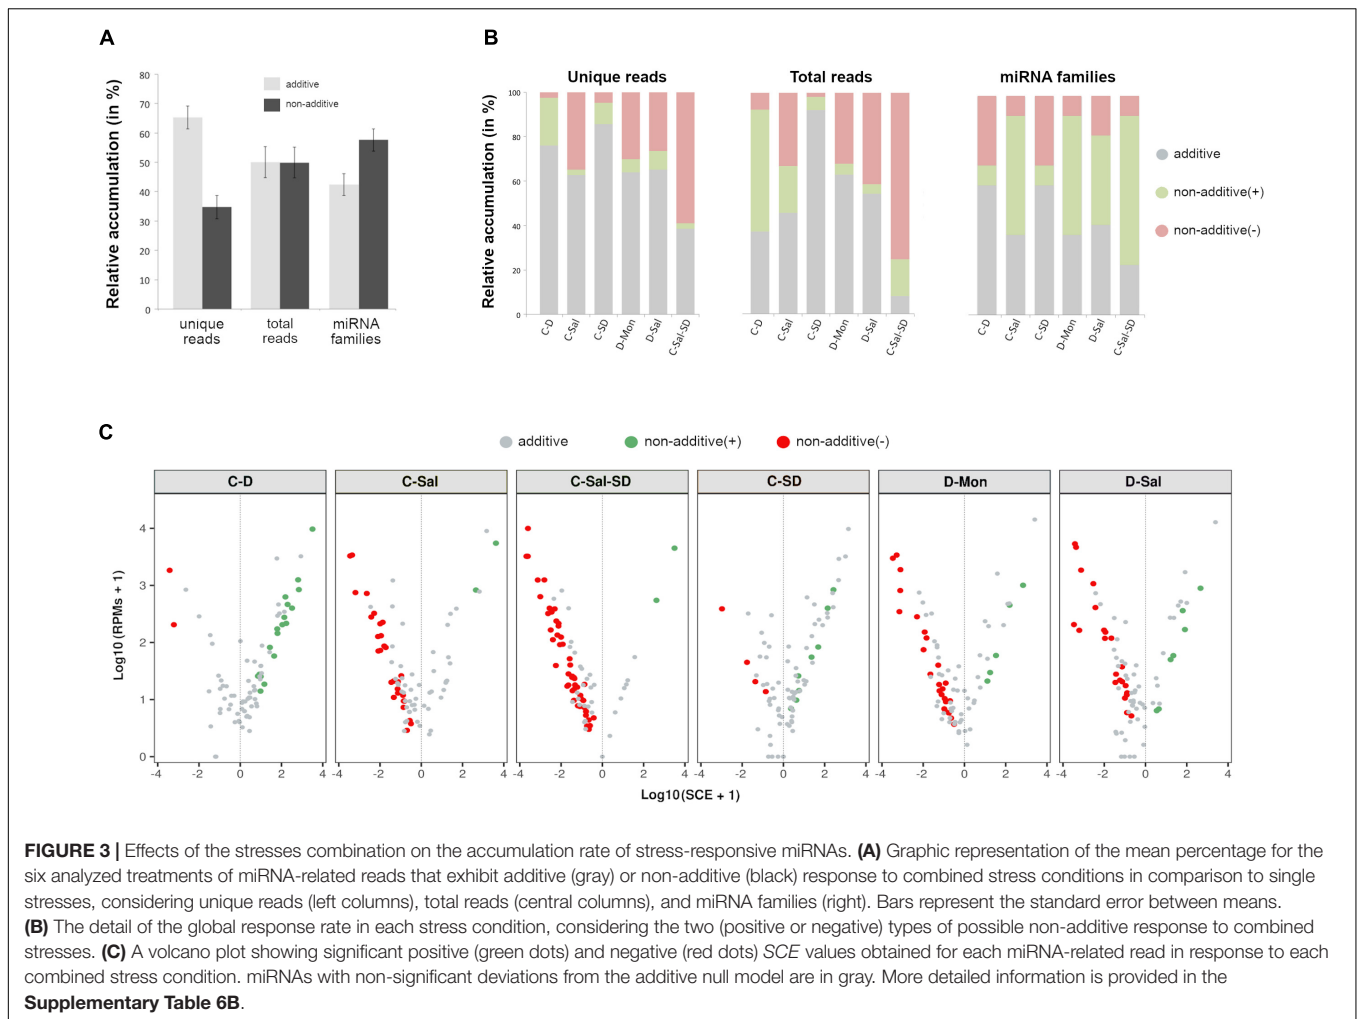 A
Relative accumulation (in %)
80
70
60
50
40
30
20
10
0
additive
non-additive
unique reads
total reads
miRNA families
B
Relative accumulation (in %)
100
80
60
40
20
0
Unique reads
C-D
C-Sal
C-SD
D-Mon
D-Sal
C-Sal-SD
Relative accumulation (in %)
100
80
60
40
20
0
Total reads
C-D
C-Sal
C-SD
D-Mon
D-Sal
C-Sal-SD
miRNA families
C-D
C-Sal
C-SD
D-Mon
D-Sal
C-Sal-SD
additive
non-additive(+)
non-additive(-)
C
additive
non-additive(+)
non-additive(-)
C-D
C-Sal
C-Sal-SD
C-SD
D-Mon
D-Sal
Log10 (RPMs + 1)
4
3
2
1
0
-4 -2 0 2 4
-4 -2 0 2 4
-4 -2 0 2 4
-4 -2 0 2 4
-4 -2 0 2 4
-4 -2 0 2 4
Log10 (SCE + 1)
FIGURE 3 | Effects of the stresses combination on the accumulation rate of stress-responsive miRNAs. (A) Graphic representation of the mean percentage for the
six analyzed treatments of miRNA-related reads that exhibit additive (gray) or non-additive (black) response to combined stress conditions in comparison to single
stresses, considering unique reads (left columns), total reads (central columns), and miRNA families (right). Bars represent the standard error between means.
(B) The detail of the global response rate in each stress condition, considering the two (positive or negative) types of possible non-additive response to combined
stresses. (C) A volcano plot showing significant positive (green dots) and negative (red dots) SCE values obtained for each miRNA-related read in response to each
combined stress condition. miRNAs with non-significant deviations from the additive null model are in gray. More detailed information is provided in the
Supplementary Table 6B.